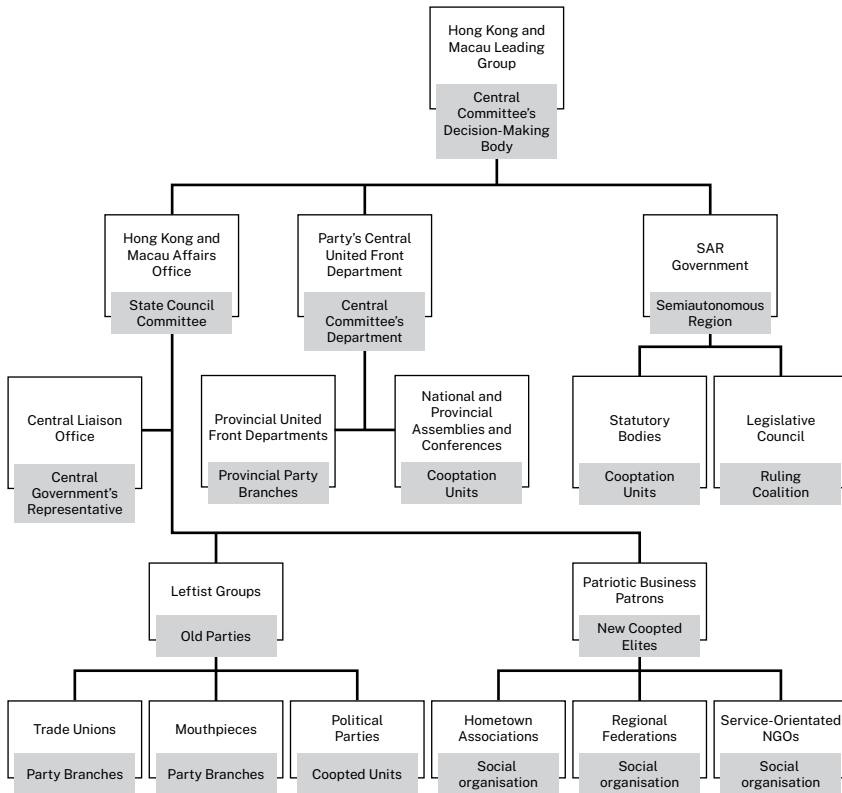 Hong Kong and
Macau Leading
Group
Central
Committee's
Decision-Making
Body
Hong Kong and
Macau Affairs
Office
State Council
Committee
Party's Central
United Front
Department
Central
Committee's
Department
SAR
Government
Semiautonomous
Region
Central Liaison
Office
Central
Government's
Representative
Provincial United
Front Departments
Provincial Party
Branches
National and
Provincial
Assemblies and
Conferences
Cooptation
Units
Statutory
Bodies
Cooptation
Units
Legislative
Council
Ruling
Coalition
Leftist Groups
Old Parties
Patriotic Business
Patrons
New Coopted
Elites
Trade Unions
Party Branches
Mouthpieces
Party Branches
Political
Parties
Coopted Units
Hometown
Associations
Social
organisation
Regional
Federations
Social
organisation
Service-Orientated
NGOs
Social
organisation